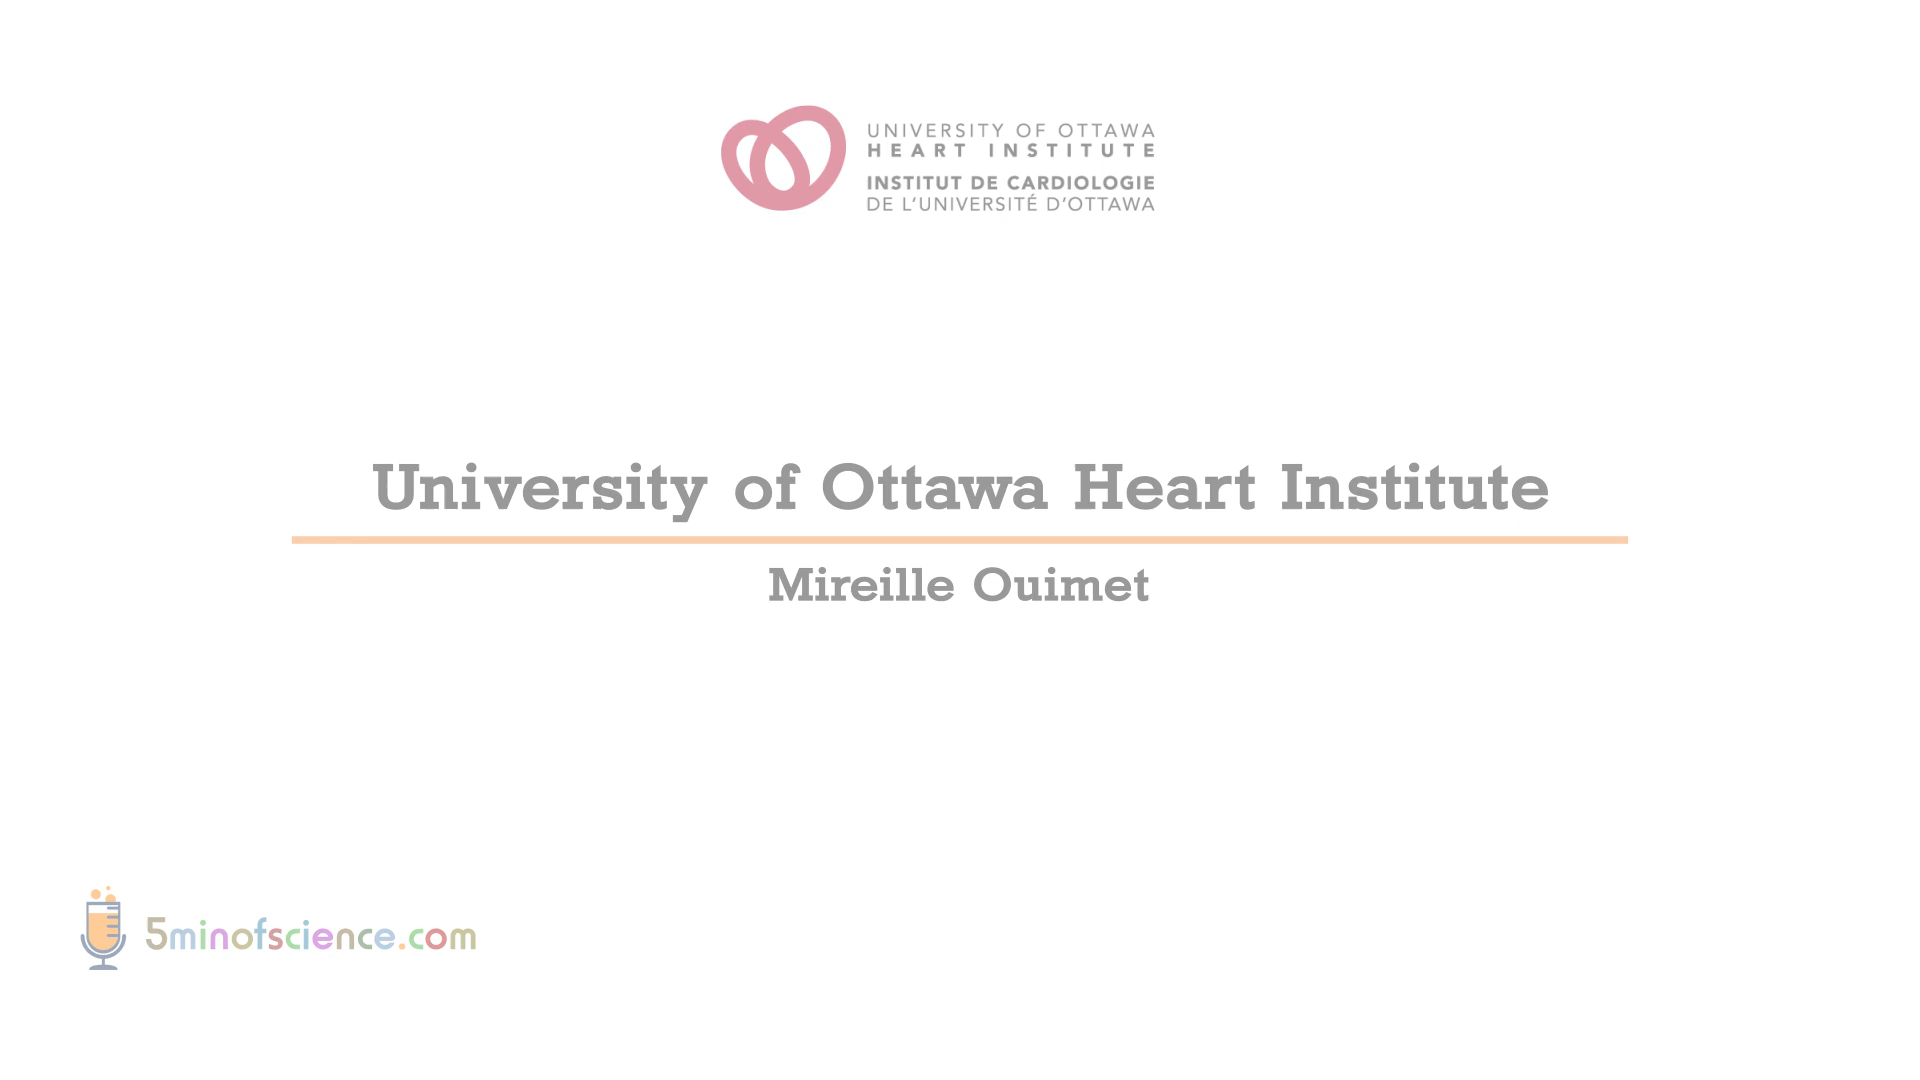 UNIVERSITY OF OTTAWA
HEART INSTITUTE
INSTITUT DE CARDIOLOGIE
DE L'UNIVERSITÉ D'OTTAWA
University of Ottawa Heart Institute
Mireille Ouimet
5minofscience.com